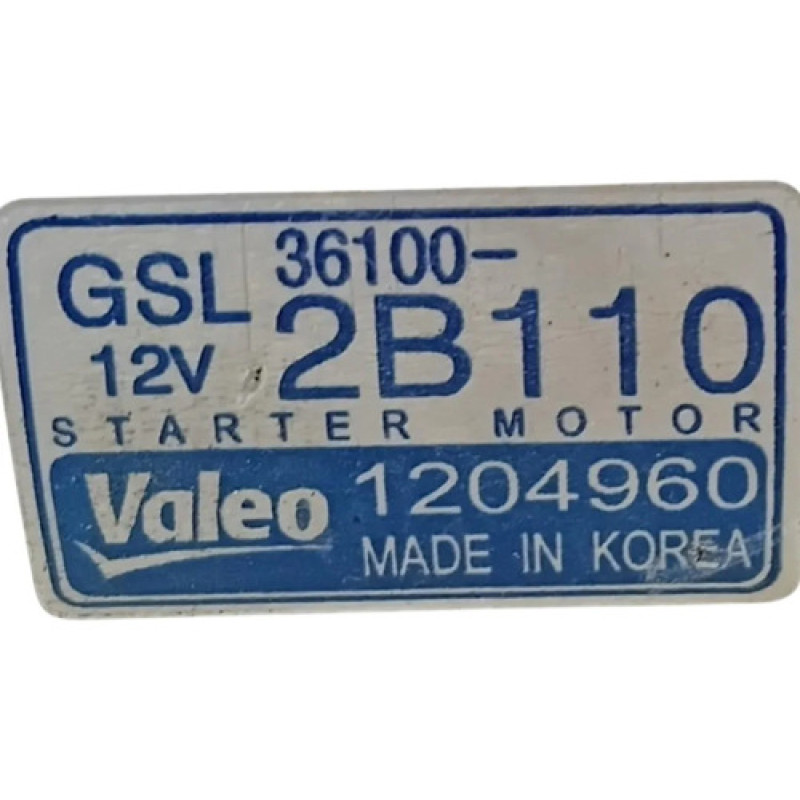 GSL 36100-
12V 2B110
STARTER MOTOR
Valeo 1204960
MADE IN KOREA